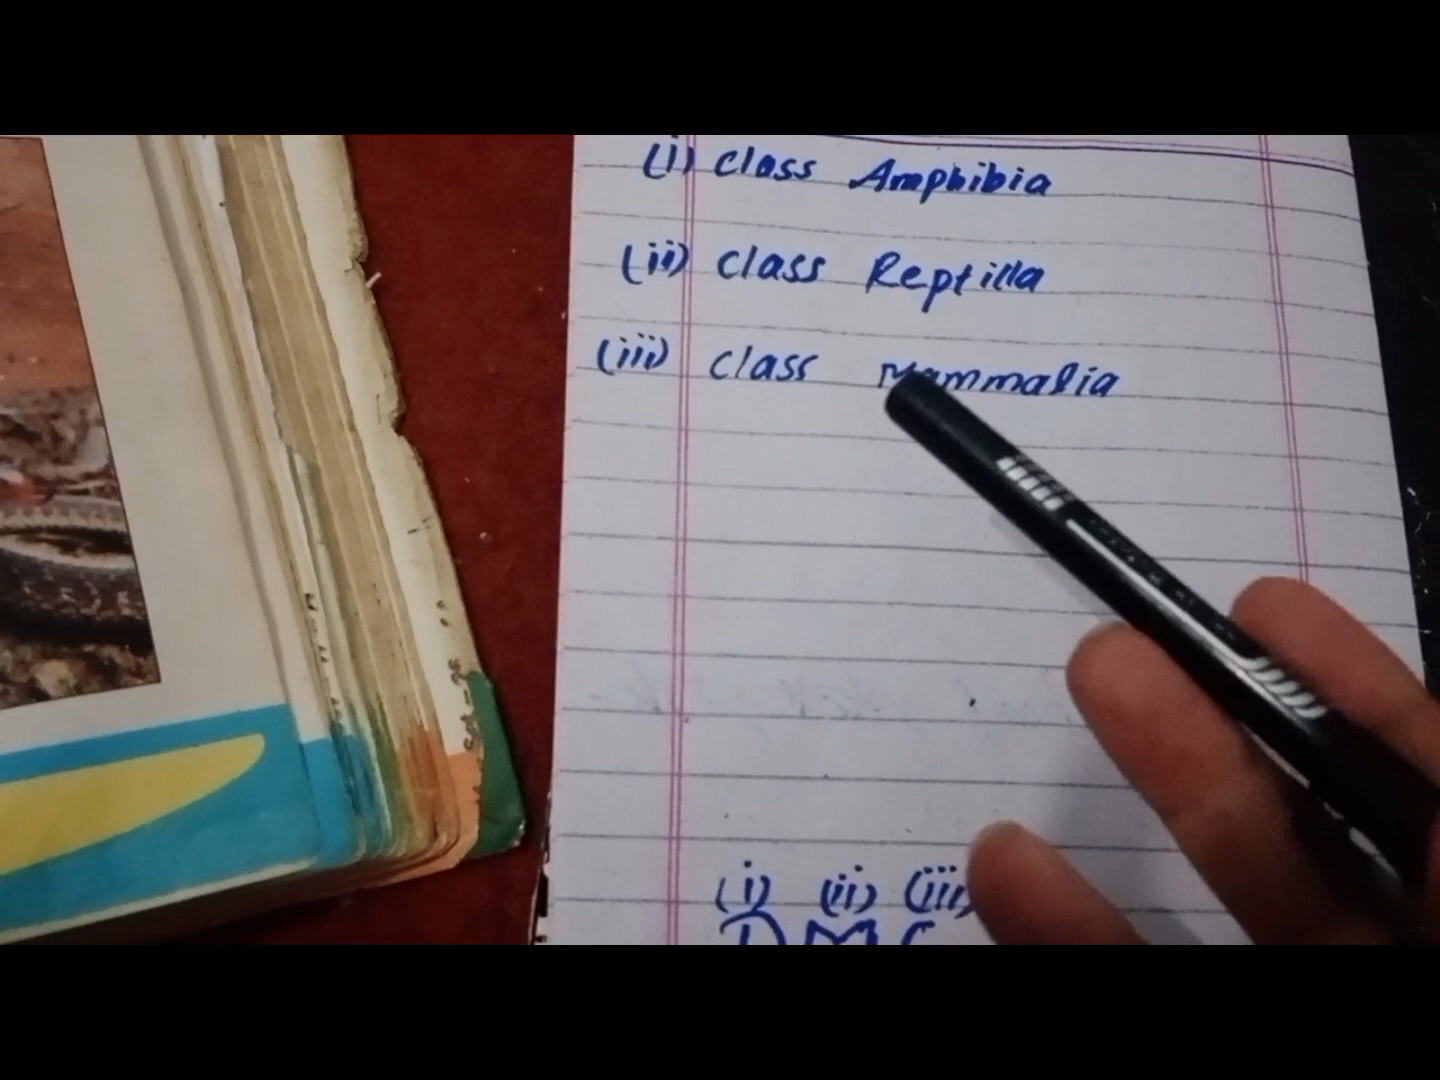 (i) class Amphibia
(ii) class Reptilla
(iii) class Mammalia
(i) (ii) (iii)